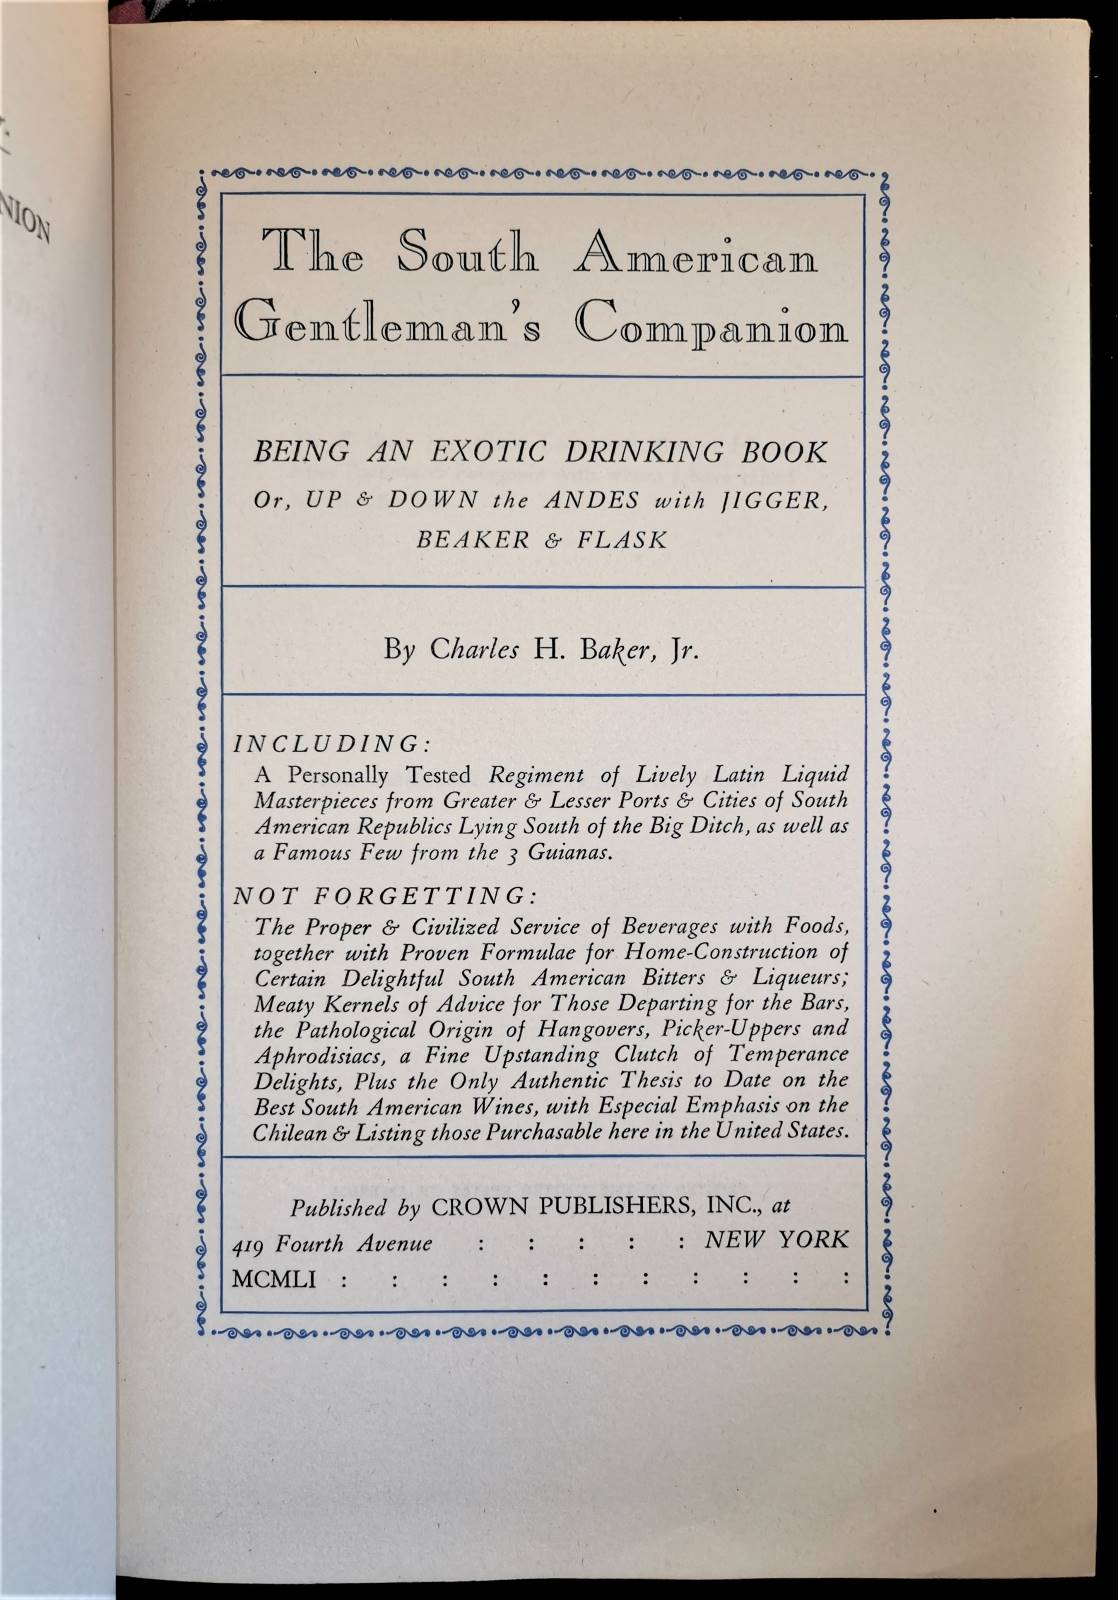 NION
The South American
Gentleman's Companion
BEING AN EXOTIC DRINKING BOOK
Or, UP & DOWN the ANDES with JIGGER,
BEAKER & FLASK
By Charles H. Baker, Jr.
INCLUDING:
A Personally Tested Regiment of Lively Latin Liquid
Masterpieces from Greater & Lesser Ports & Cities of South
American Republics Lying South of the Big Ditch, as well as
a Famous Few from the 3 Guianas.
NOT FORGETTING:
The Proper & Civilized Service of Beverages with Foods,
together with Proven Formulae for Home-Construction of
Certain Delightful South American Bitters & Liqueurs;
Meaty Kernels of Advice for Those Departing for the Bars,
the Pathological Origin of Hangovers, Picker-Uppers and
Aphrodisiacs, a Fine Upstanding Clutch of Temperance
Delights, Plus the Only Authentic Thesis to Date on the
Best South American Wines, with Especial Emphasis on the
Chilean & Listing those Purchasable here in the United States.
Published by CROWN PUBLISHERS, INC., at
419 Fourth Avenue : : : : : NEW YORK
MCMLI : : : : : : : : : : :